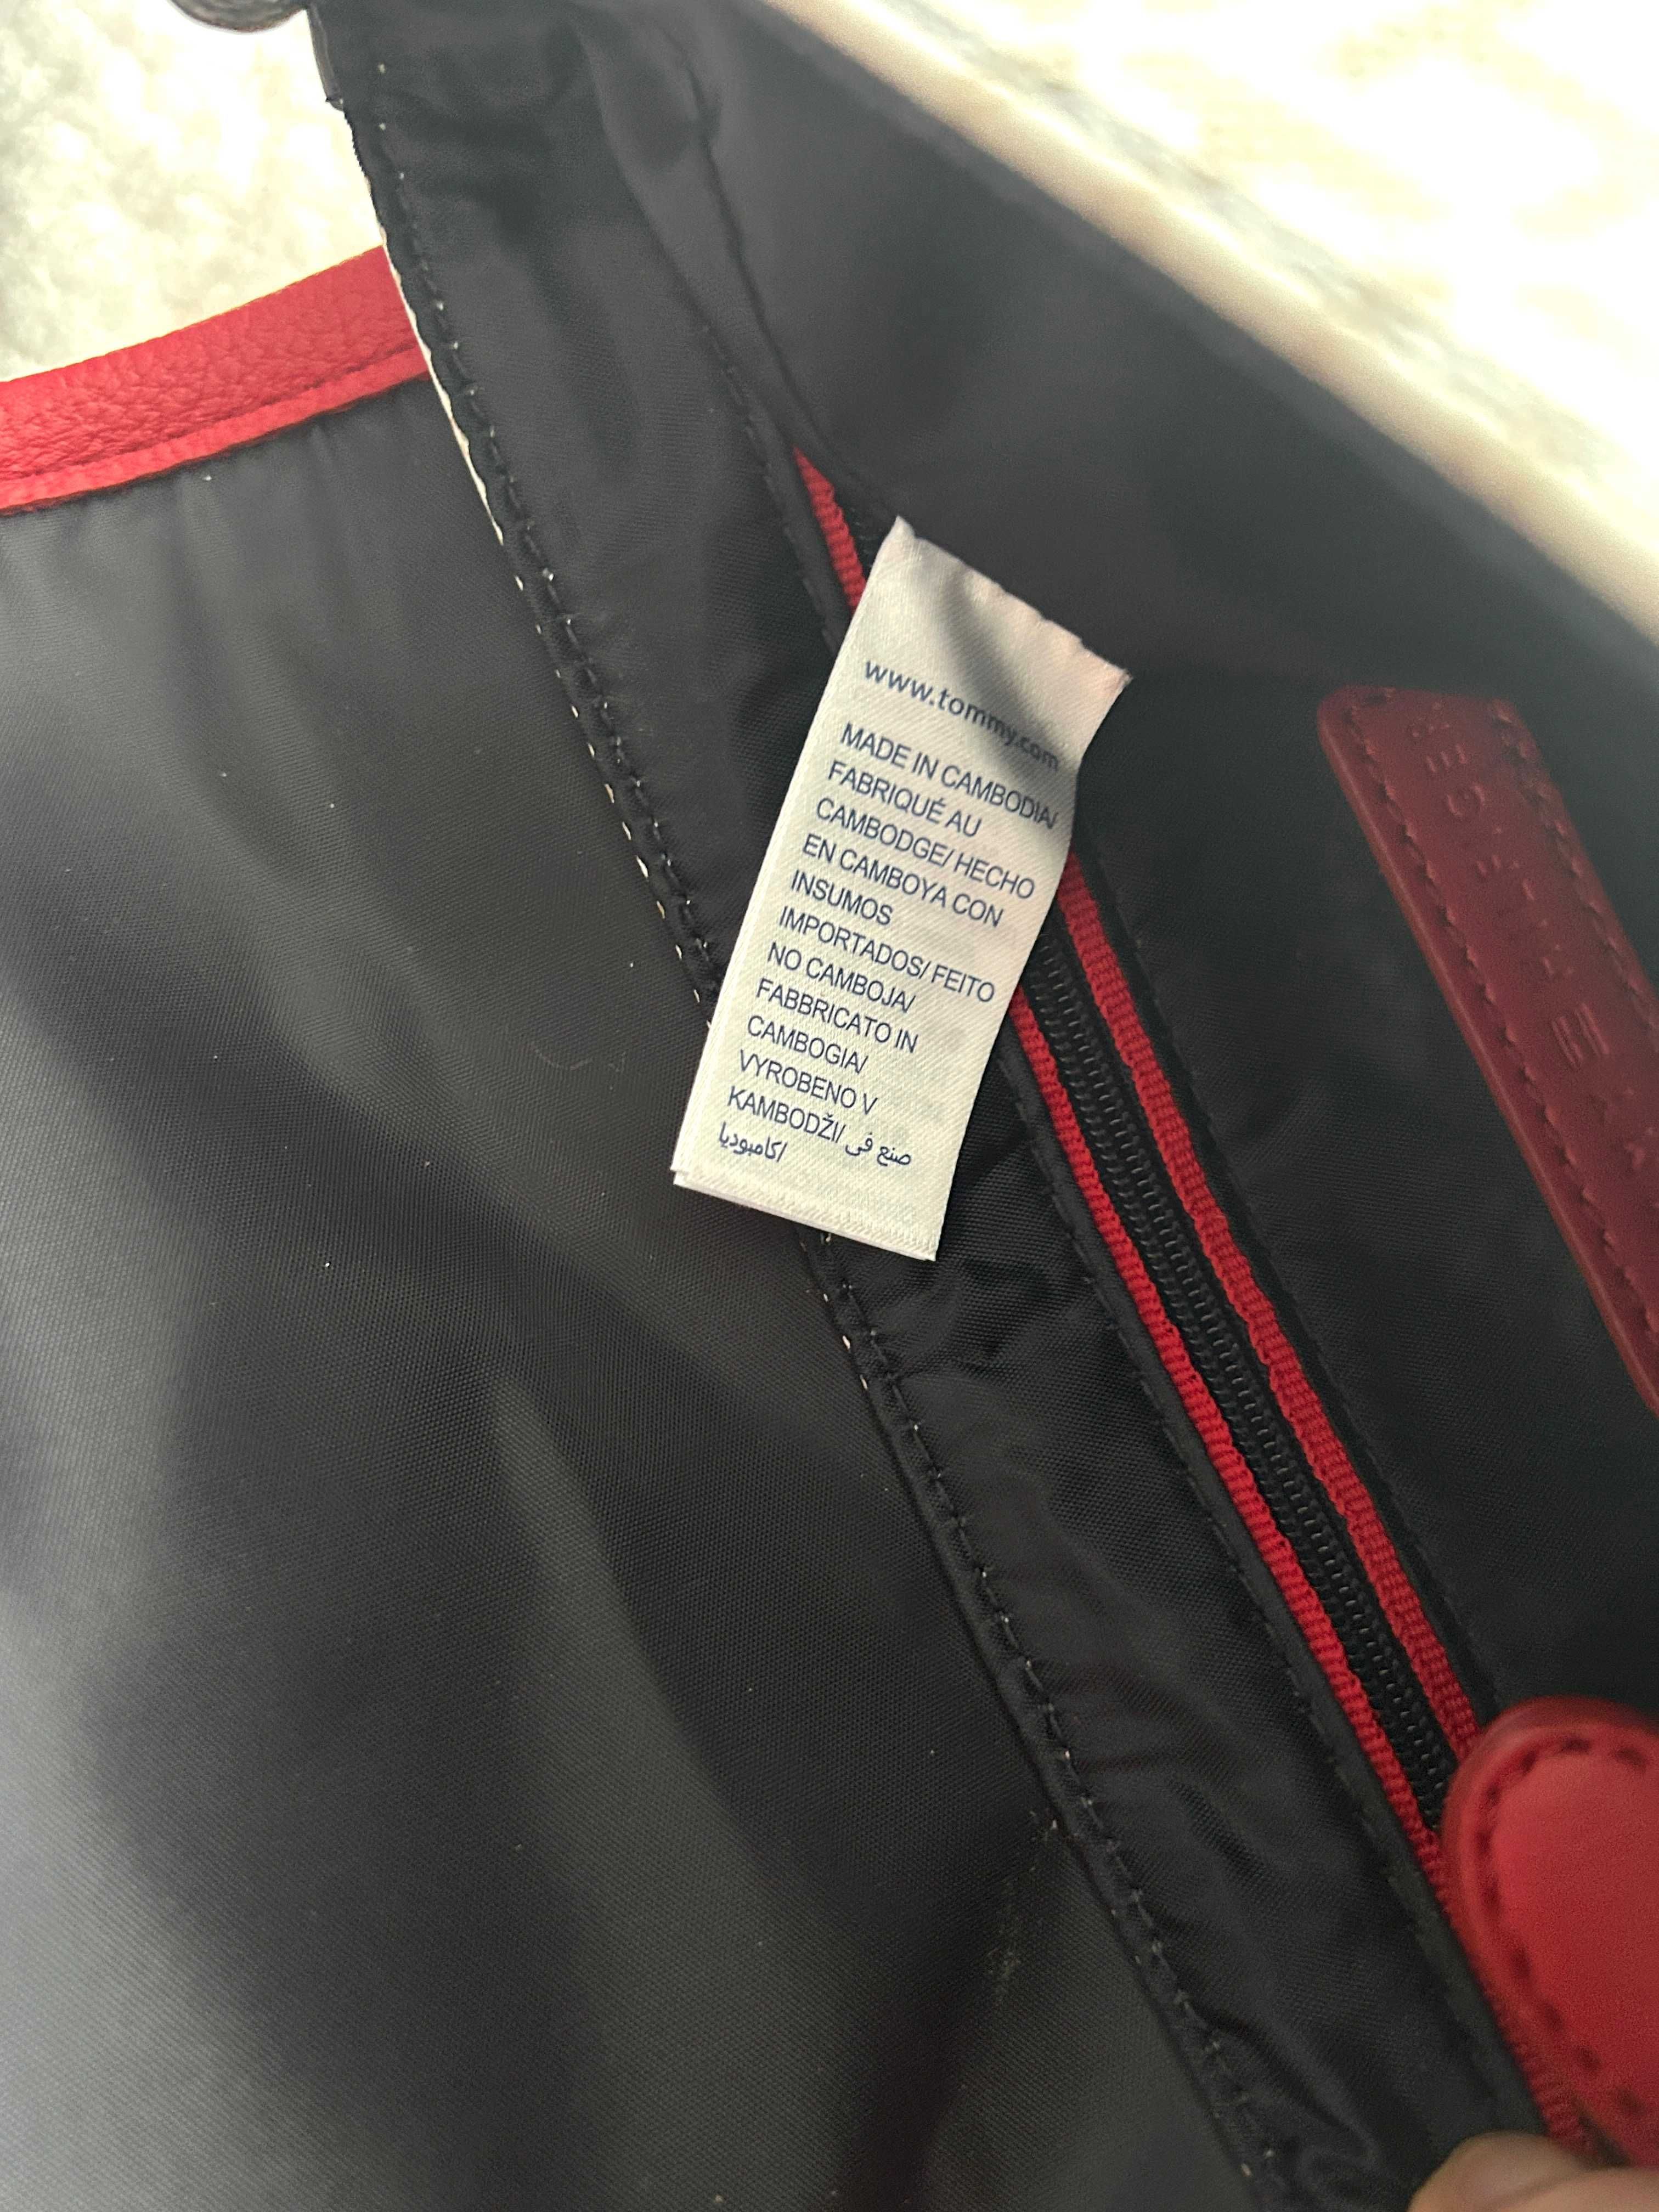 www.tommy.com
MADE IN CAMBODIA/
FABRIQUÉ AU
CAMBODGE/ HECHO
EN CAMBOYA CON
INSUMOS
IMPORTADOS/ FEITO
NO CAMBOJA/
FABBRICATO IN
CAMBOGIA/
VYROBENO V
KAMBODŽI/ صنع في
كامبوديا/